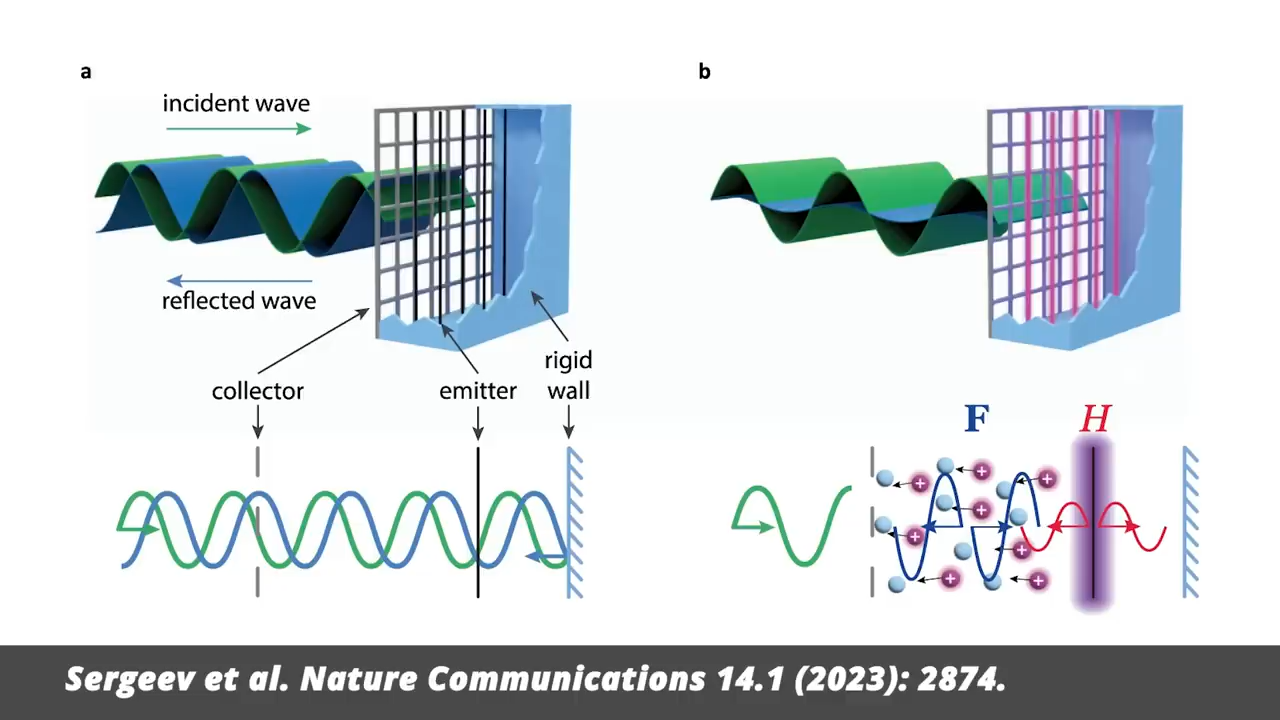 a
incident wave
reflected wave
collector
emitter
rigid
wall
b
F
H
+
+
+
+
+
+
+
+
Sergeev et al. Nature Communications 14.1 (2023): 2874.